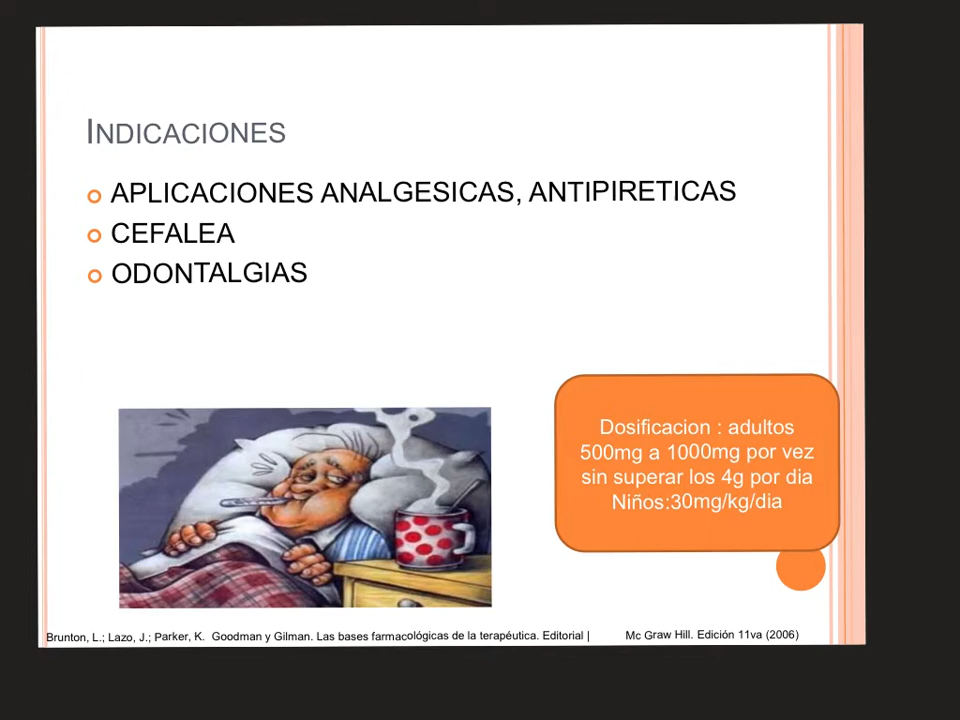 INDICACIONES
APLICACIONES ANALGESICAS, ANTIPIRETICAS
CEFALEA
ODONTALGIAS
Dosificacion : adultos
500mg a 1000mg por vez
sin superar los 4g por dia
Niños:30mg/kg/dia
Brunton, L.; Lazo, J.; Parker, K. Goodman y Gilman. Las bases farmacológicas de la terapéutica. Editorial | Mc Graw Hill. Edición 11va (2006)